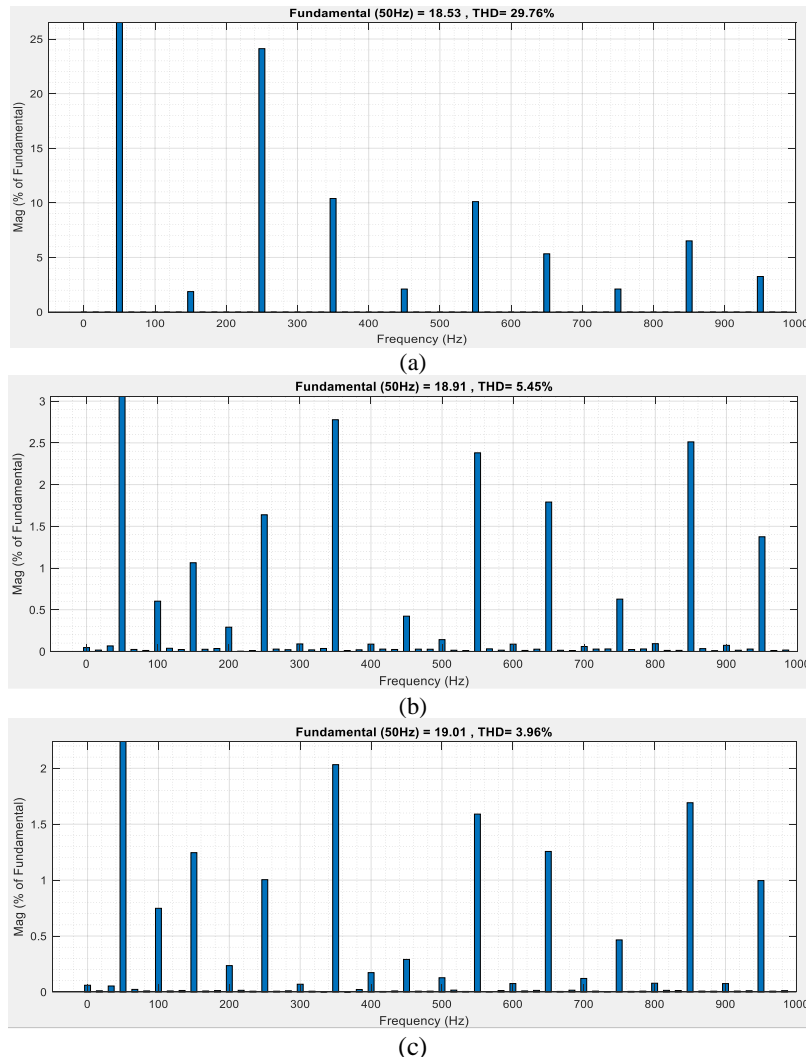 Fundamental (50Hz) = 18.53 , THD= 29.76%
25
20
15
10
5
0
Mag (% of Fundamental)
0 100 200 300 400 500 600 700 800 900 1000
Frequency (Hz)
(a)
Fundamental (50Hz) = 18.91 , THD= 5.45%
3
2.5
2
1.5
1
0.5
0
Mag (% of Fundamental)
0 100 200 300 400 500 600 700 800 900 1000
Frequency (Hz)
(b)
Fundamental (50Hz) = 19.01 , THD= 3.96%
2
1.5
1
0.5
0
Mag (% of Fundamental)
0 100 200 300 400 500 600 700 800 900 1000
Frequency (Hz)
(c)